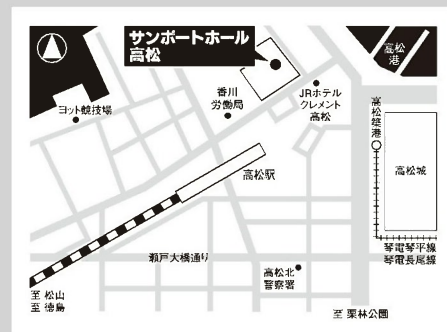 サンポートホール
高松
高松
港
ヨット競技場
香川
労働局
JRホテル
クレメント
高松
高松築港
高松駅
高松城
瀬戸大橋通り
琴電琴平線
琴電長尾線
高松北
警察署
至 松山
至 徳島
至 栗林公園